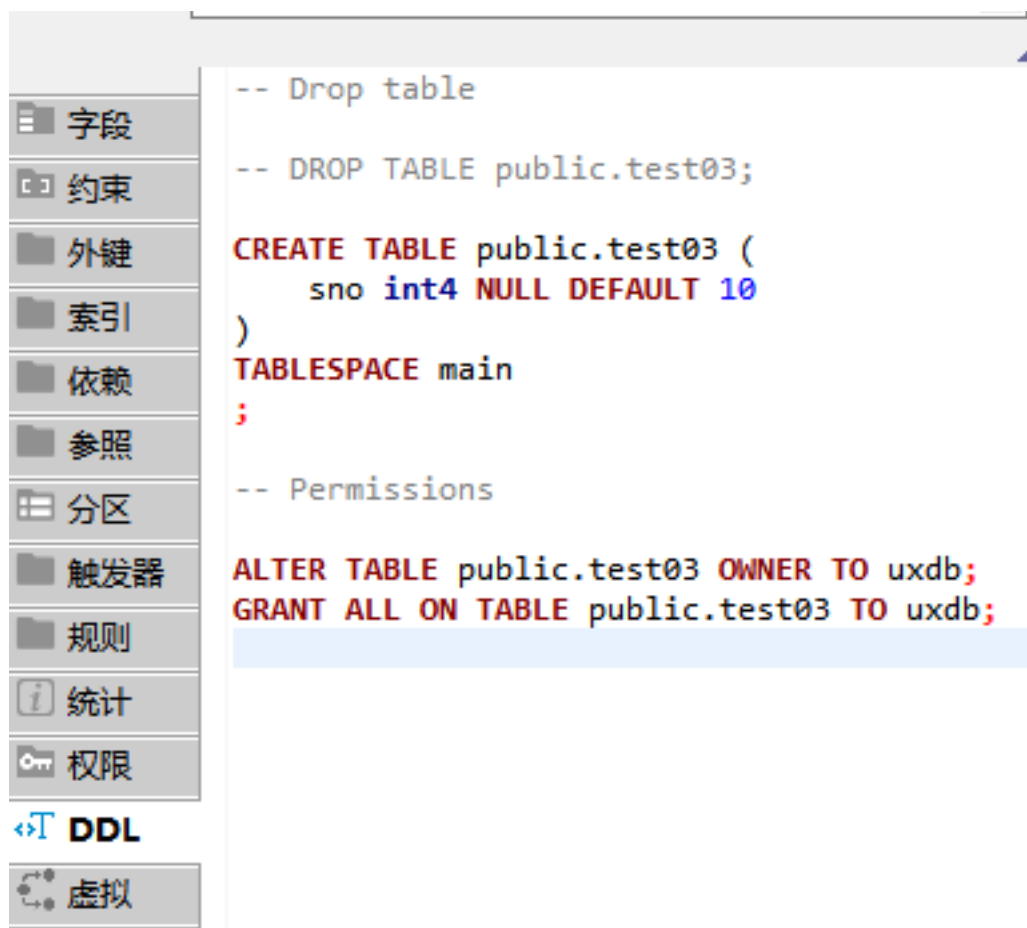 字段
约束
外键
索引
依赖
参照
分区
触发器
规则
统计
权限
DDL
虚拟
-- Drop table
-- DROP TABLE public.test03;
CREATE TABLE public.test03 (
sno int4 NULL DEFAULT 10
)
TABLESPACE main
;
-- Permissions
ALTER TABLE public.test03 OWNER TO uxdb;
GRANT ALL ON TABLE public.test03 TO uxdb;